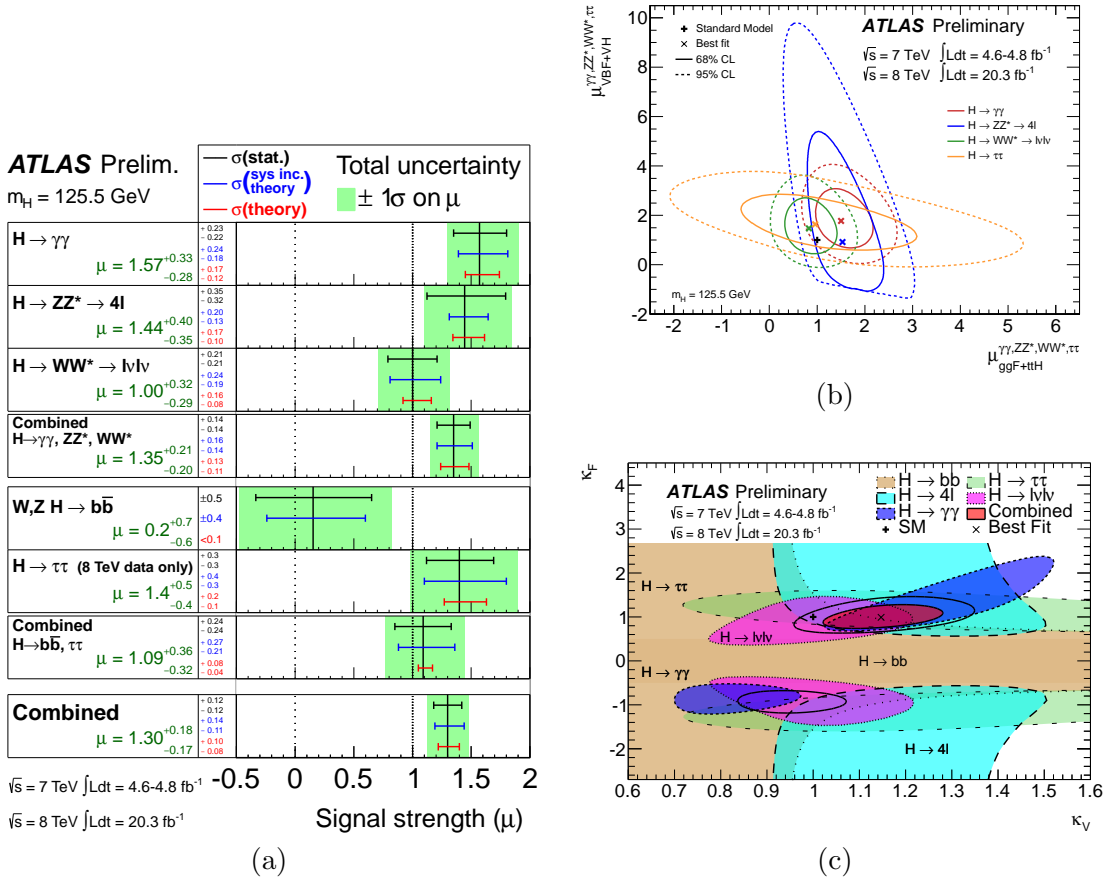 ATLAS Prelim.
m_H = 125.5 GeV
σ(stat.)
σ(sys inc. theory)
σ(theory)
Total uncertainty
± 1σ on μ
H → γγ
μ = 1.57 +0.33 −0.28
+ 0.23
- 0.22
+ 0.24
- 0.18
+ 0.17
- 0.12
H → ZZ* → 4l
μ = 1.44 +0.40 −0.35
+ 0.35
- 0.32
+ 0.20
- 0.13
+ 0.17
- 0.10
H → WW* → lνlν
μ = 1.00 +0.32 −0.29
+ 0.21
- 0.21
+ 0.24
- 0.19
+ 0.16
- 0.08
Combined
H→γγ, ZZ*, WW*
μ = 1.35 +0.21 −0.20
+ 0.14
- 0.14
+ 0.16
- 0.14
+ 0.13
- 0.11
W,Z H → bb̅
μ = 0.2 +0.7 −0.6
±0.5
±0.4
<0.1
H → ττ (8 TeV data only)
μ = 1.4 +0.5 −0.4
+ 0.3
- 0.3
+ 0.4
- 0.3
+ 0.2
- 0.1
Combined
H→bb̅, ττ
μ = 1.09 +0.36 −0.32
+ 0.24
- 0.24
+ 0.27
- 0.21
+ 0.08
- 0.04
Combined
μ = 1.30 +0.18 −0.17
+ 0.12
- 0.12
+ 0.14
- 0.11
+ 0.10
- 0.08
-0.5 0 0.5 1 1.5 2
√s = 7 TeV ∫Ldt = 4.6-4.8 fb⁻¹
√s = 8 TeV ∫Ldt = 20.3 fb⁻¹
Signal strength (μ)
(a)
μ^γγ,ZZ*,WW*,ττ_VBF+VH
10
8
6
4
2
0
-2
Standard Model
Best fit
68% CL
95% CL
ATLAS Preliminary
√s = 7 TeV ∫Ldt = 4.6-4.8 fb⁻¹
√s = 8 TeV ∫Ldt = 20.3 fb⁻¹
H → γγ
H → ZZ* → 4l
H → WW* → lνlν
H → ττ
m_H = 125.5 GeV
-2 -1 0 1 2 3 4 5 6
μ^γγ,ZZ*,WW*,ττ_ggF+ttH
(b)
κ_F
4
3
2
1
0
-1
-2
ATLAS Preliminary
√s = 7 TeV ∫Ldt = 4.6-4.8 fb⁻¹
√s = 8 TeV ∫Ldt = 20.3 fb⁻¹
H → bb
H → ττ
H → 4l
H → lνlν
H → γγ
Combined
SM
Best Fit
H → ττ
H → lνlν
H → bb
H → γγ
H → 4l
0.6 0.7 0.8 0.9 1 1.1 1.2 1.3 1.4 1.5 1.6
κ_V
(c)